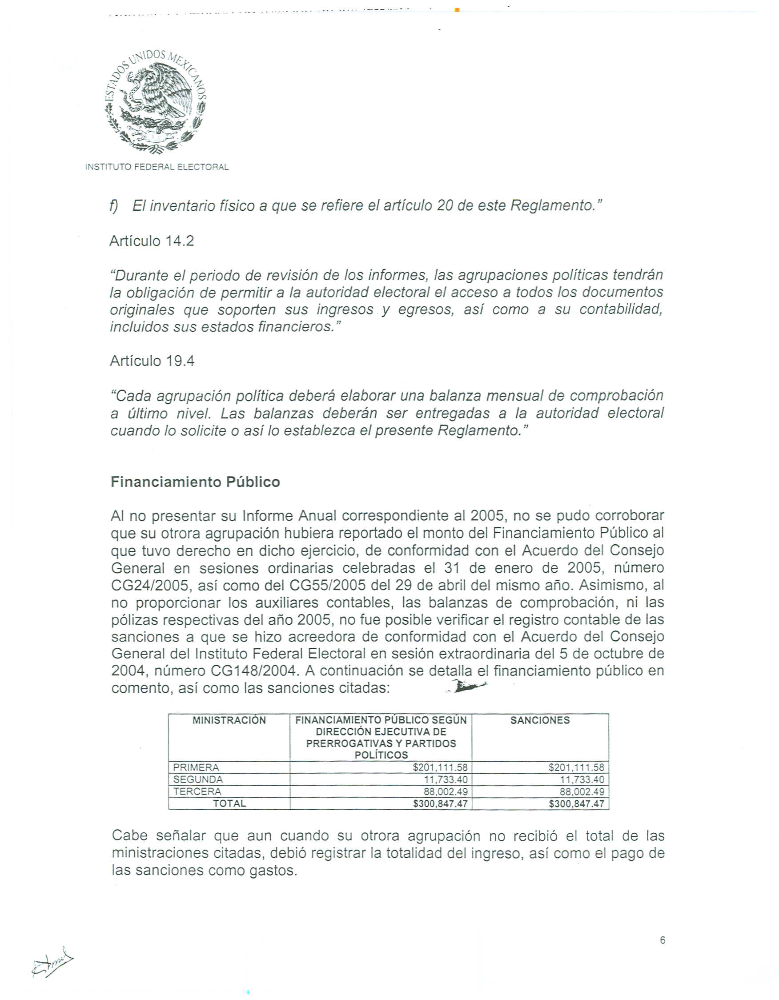 ESTADOS UNIDOS MEXICANOS
INSTITUTO FEDERAL ELECTORAL
f) El inventario físico a que se refiere el artículo 20 de este Reglamento.”
Artículo 14.2
“Durante el periodo de revisión de los informes, las agrupaciones políticas tendrán
la obligación de permitir a la autoridad electoral el acceso a todos los documentos
originales que soporten sus ingresos y egresos, así como a su contabilidad,
incluidos sus estados financieros.”
Artículo 19.4
“Cada agrupación política deberá elaborar una balanza mensual de comprobación
a último nivel. Las balanzas deberán ser entregadas a la autoridad electoral
cuando lo solicite o así lo establezca el presente Reglamento.”
Financiamiento Público
Al no presentar su Informe Anual correspondiente al 2005, no se pudo corroborar
que su otrora agrupación hubiera reportado el monto del Financiamiento Público al
que tuvo derecho en dicho ejercicio, de conformidad con el Acuerdo del Consejo
General en sesiones ordinarias celebradas el 31 de enero de 2005, número
CG24/2005, así como del CG55/2005 del 29 de abril del mismo año. Asimismo, al
no proporcionar los auxiliares contables, las balanzas de comprobación, ni las
pólizas respectivas del año 2005, no fue posible verificar el registro contable de las
sanciones a que se hizo acreedora de conformidad con el Acuerdo del Consejo
General del Instituto Federal Electoral en sesión extraordinaria del 5 de octubre de
2004, número CG148/2004. A continuación se detalla el financiamiento público en
comento, así como las sanciones citadas:
MINISTRACIÓN FINANCIAMIENTO PÚBLICO SEGÚN SANCIONES
DIRECCIÓN EJECUTIVA DE
PRERROGATIVAS Y PARTIDOS
POLÍTICOS
PRIMERA $201,111.58 $201,111.58
SEGUNDA 11,733.40 11,733.40
TERCERA 88,002.49 88,002.49
TOTAL $300,847.47 $300,847.47
Cabe señalar que aun cuando su otrora agrupación no recibió el total de las
ministraciones citadas, debió registrar la totalidad del ingreso, así como el pago de
las sanciones como gastos.
6